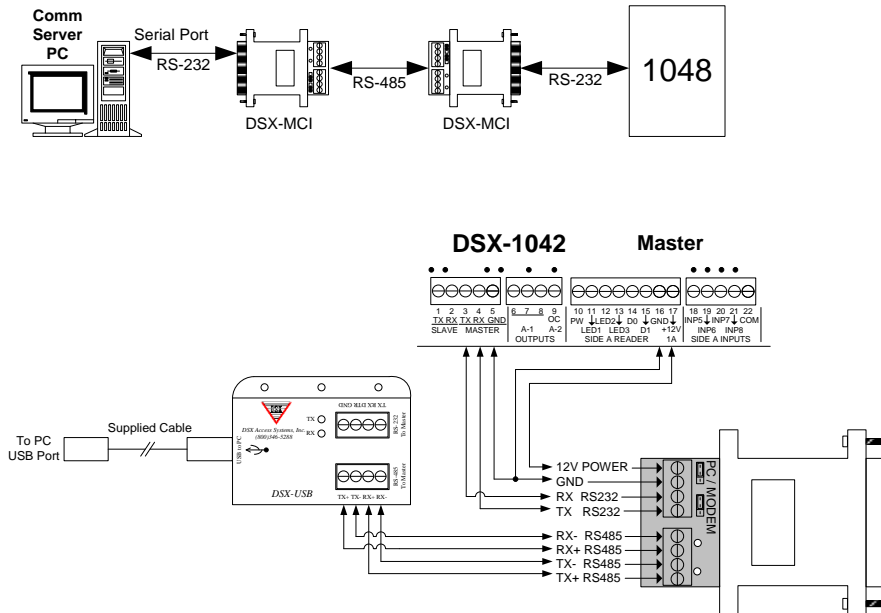 Comm
Server
PC
Serial Port
RS-232
RS-485
RS-232
1048
DSX-MCI
DSX-MCI
DSX-1042
Master
1 2 3 4 5
TX RX TX RX GND
SLAVE MASTER
6 7 8 9
OC
A-1 A-2
OUTPUTS
10 11 12 13 14 15 16 17
PW LED2 D0 GND
LED1 LED3 D1 +12V
SIDE A READER 1A
18 19 20 21 22
INP5 INP7 COM
INP6 INP8
SIDE A INPUTS
To PC
USB Port
Supplied Cable
USB to PC
DSX Access Systems, Inc.
(800)346-5288
TX
RX
TX RX DTR GND
RS-232
To Master
RS-485
To Master
DSX-USB
TX+ TX- RX+ RX-
12V POWER
GND
RX RS232
TX RS232
RX- RS485
RX+ RS485
TX- RS485
TX+ RS485
PC / MODEM